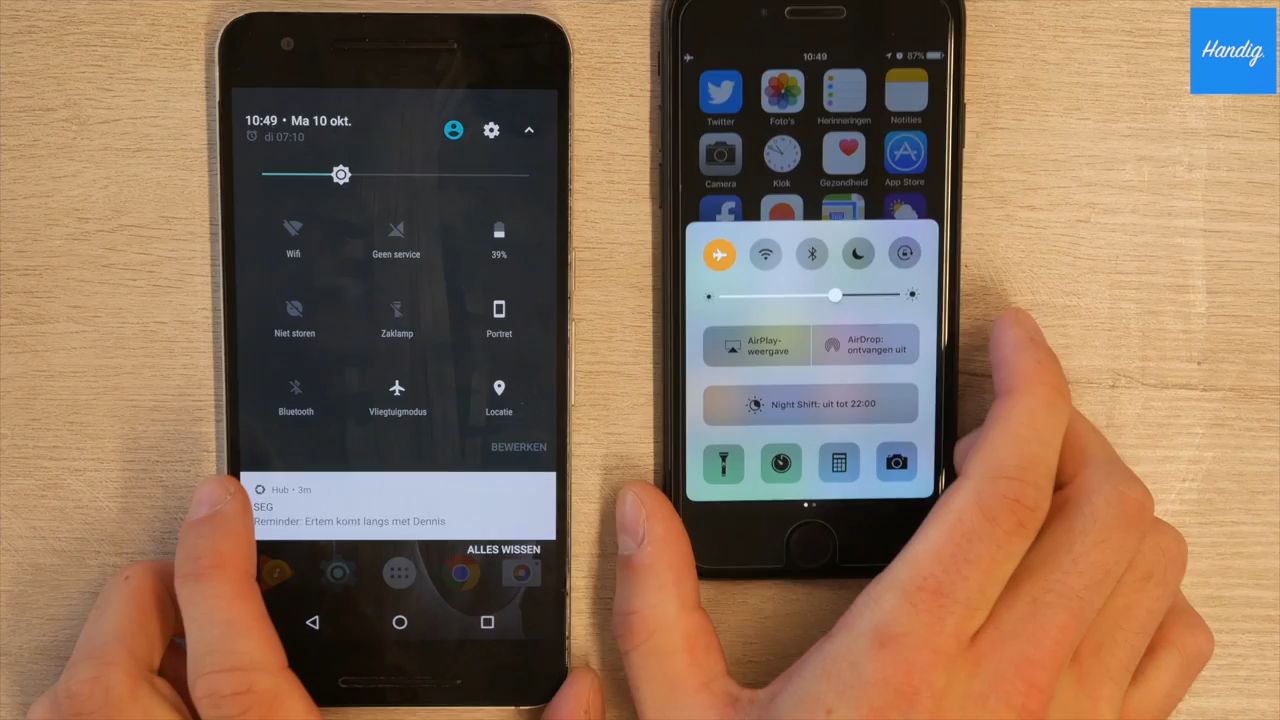 10:49 • Ma 10 okt.
di 07:10
Wifi
Geen service
39%
Niet storen
Zaklamp
Portret
Bluetooth
Vliegtuigmodus
Locatie
BEWERKEN
Hub • 3m
SEG
Reminder: Ertem komt langs met Dennis
ALLES WISSEN
10:49
87%
Twitter
Foto's
Herinneringen
Notities
Camera
Klok
Gezondheid
App Store
AirPlay-
weergave
AirDrop:
ontvangen uit
Night Shift: uit tot 22:00
Handig.